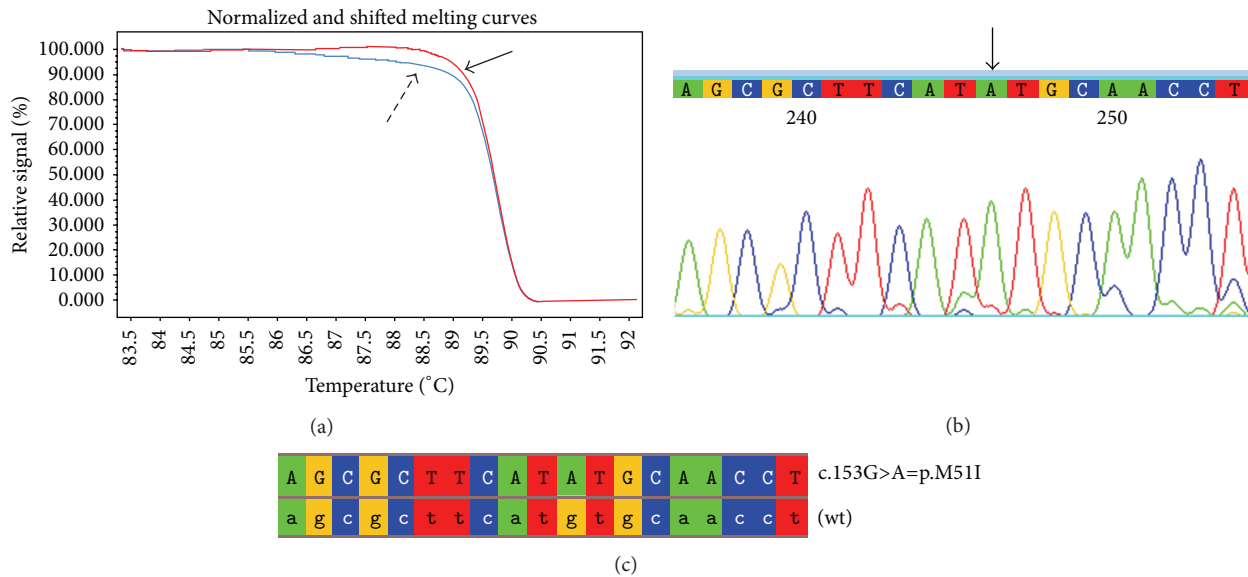 Normalized and shifted melting curves
Relative signal (%)
100.000
90.000
80.000
70.000
60.000
50.000
40.000
30.000
20.000
10.000
0.000
83.5 84 84.5 85 85.5 86 86.5 87 87.5 88 88.5 89 89.5 90 90.5 91 91.5 92
Temperature (°C)
(a)
A G C G C T T C A T A T G C A A C C T
240 250
(b)
A G C G C T T C A T A T G C A A C C T c.153G>A=p.M51I
a g c g c t t c a t g t g c a a c c t (wt)
(c)